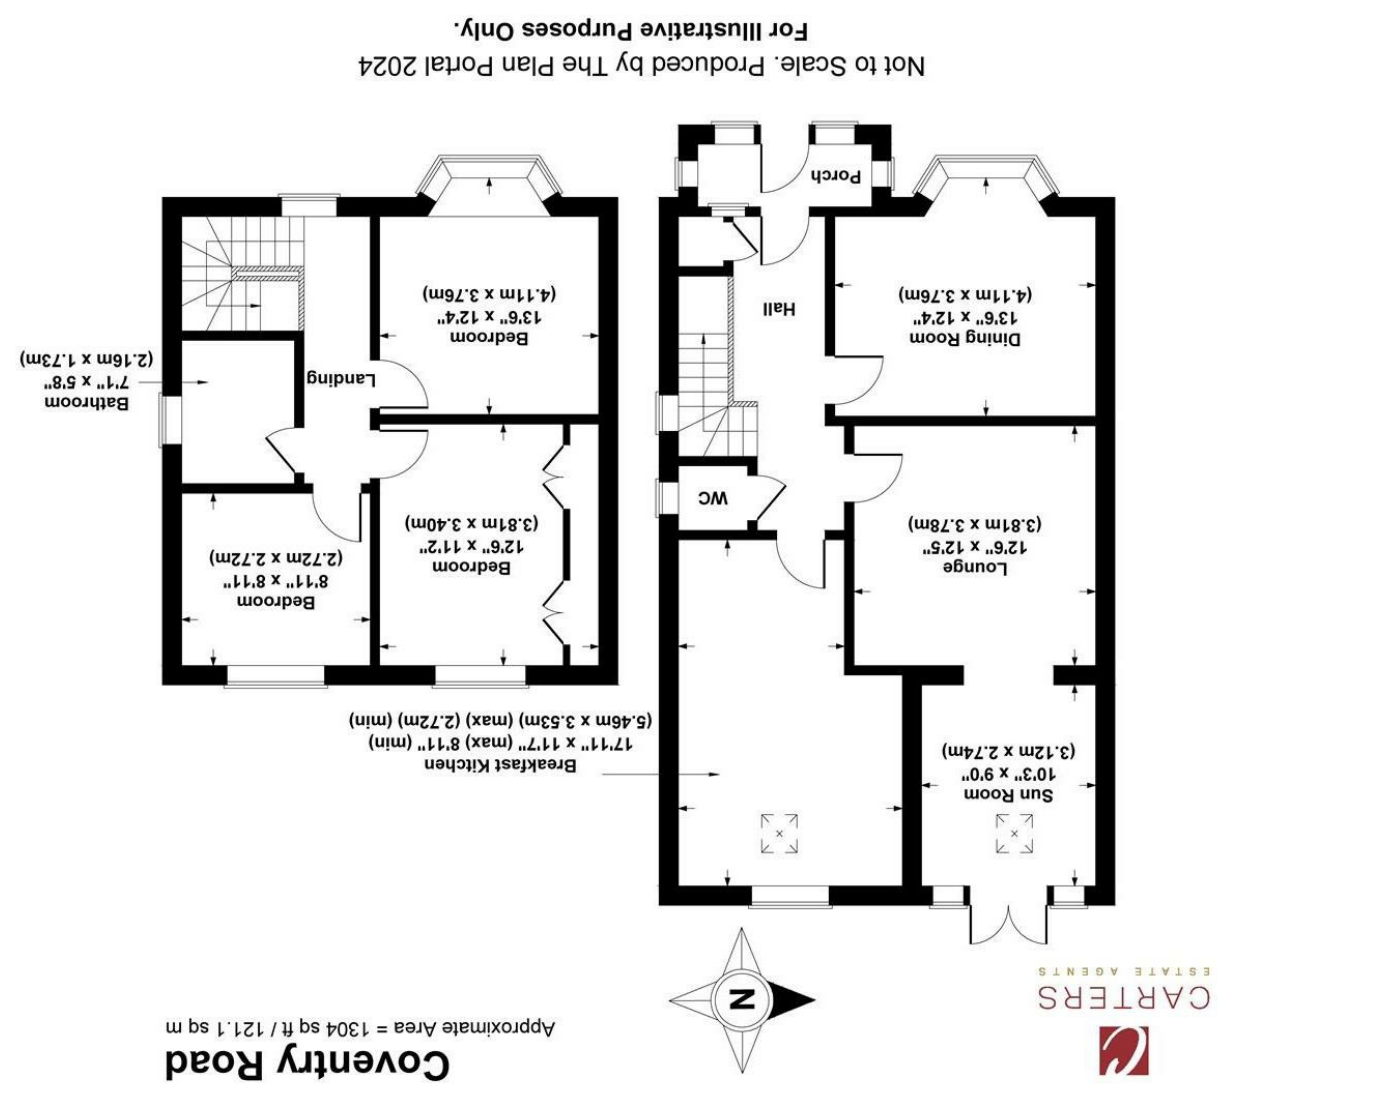 Coventry Road
Approximate Area = 1304 sq ft / 121.1 sq m
CARTERS
ESTATE AGENTS
N
Sun Room
10'3" x 9'0"
(3.12m x 2.74m)
Breakfast Kitchen
17'11" x 11'7" (max) 8'11" (min)
(5.46m x 3.53m) (max) (2.72m) (min)
Lounge
12'6" x 12'5"
(3.81m x 3.78m)
WC
Dining Room
13'6" x 12'4"
(4.11m x 3.76m)
Hall
Porch
Bedroom
8'11" x 8'11"
(2.72m x 2.72m)
Bedroom
12'6" x 11'2"
(3.81m x 3.40m)
Bathroom
7'1" x 5'8"
(2.16m x 1.73m)
Landing
Bedroom
13'6" x 12'4"
(4.11m x 3.76m)
Not to Scale. Produced by The Plan Portal 2024
For Illustrative Purposes Only.